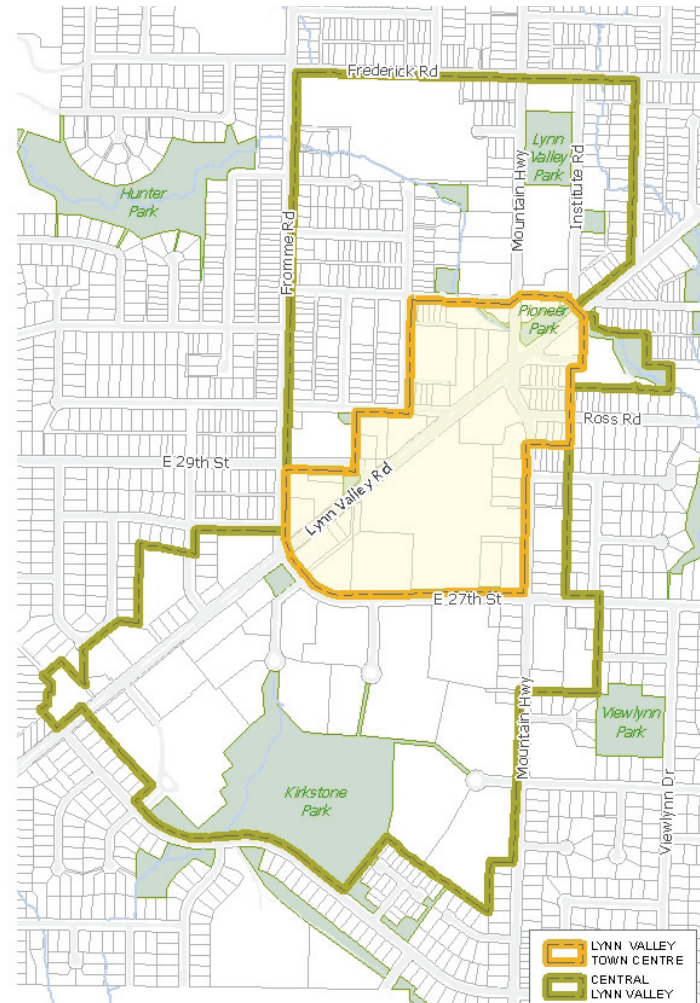 Frederick Rd
Lynn
Valley
Park
Mountain Hwy
Institute Rd
Hunter
Park
Fromme Rd
Pioneer
Park
Ross Rd
E 29th St
Lynn Valley Rd
E 27th St
Mountain Hwy
Viewlynn
Park
Viewlynn Dr
Kirkstone
Park
LYNN VALLEY
TOWN CENTRE
CENTRAL
LYNN VALLEY